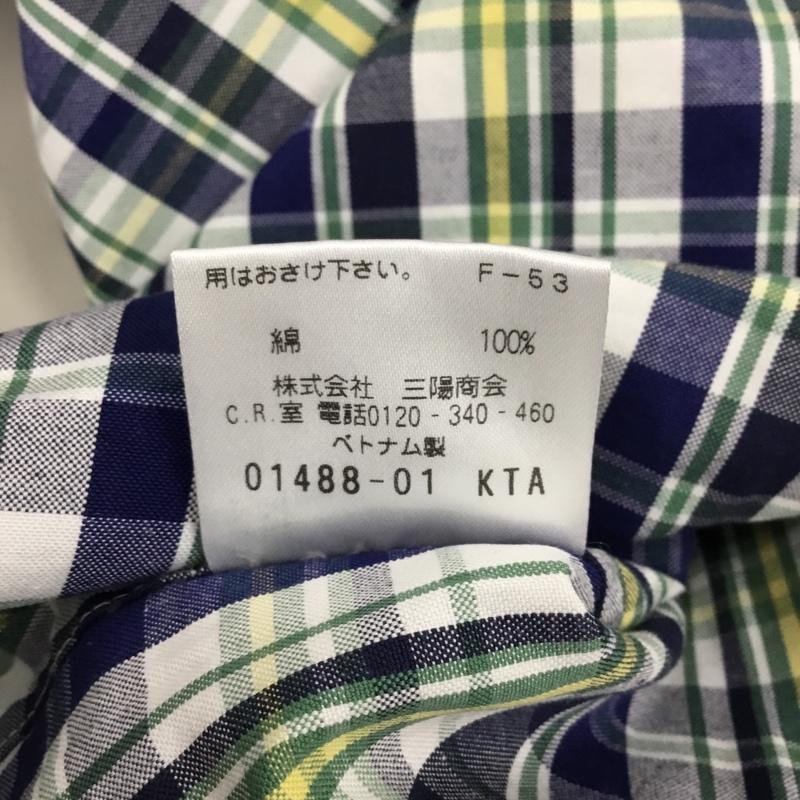 用はおさけ下さい。 F-53
綿 100%
株式会社 三陽商会
C.R.室 電話0120-340-460
ベトナム製
01488-01 KTA